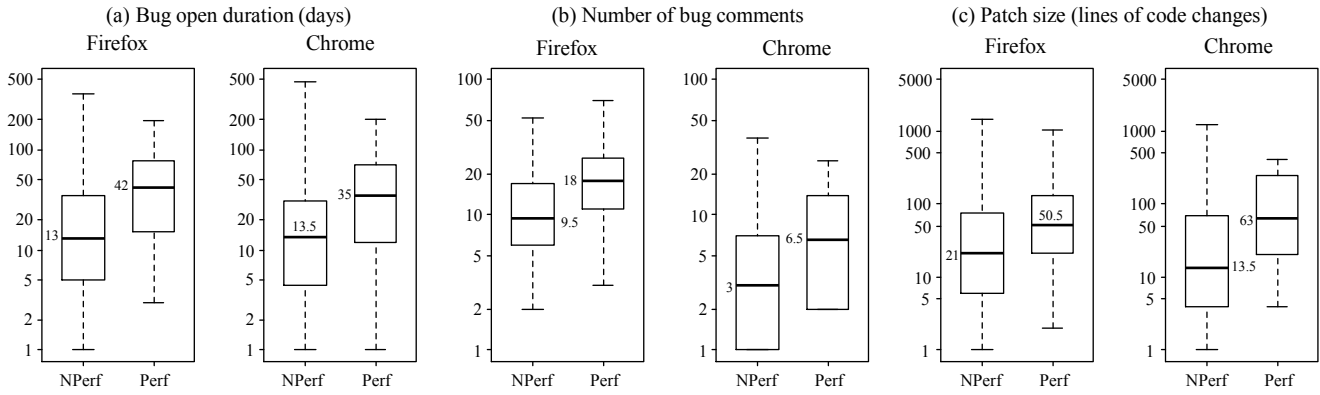 (a) Bug open duration (days)
Firefox
500
200
100
50
20
10
5
2
1
13
42
NPerf
Perf
Chrome
500
200
100
50
20
10
5
2
1
13.5
35
NPerf
Perf
(b) Number of bug comments
Firefox
100
50
20
10
5
2
1
9.5
18
NPerf
Perf
Chrome
100
50
20
10
5
2
1
3
6.5
NPerf
Perf
(c) Patch size (lines of code changes)
Firefox
5000
1000
500
100
50
10
5
1
21
50.5
NPerf
Perf
Chrome
5000
1000
500
100
50
10
5
1
13.5
63
NPerf
Perf